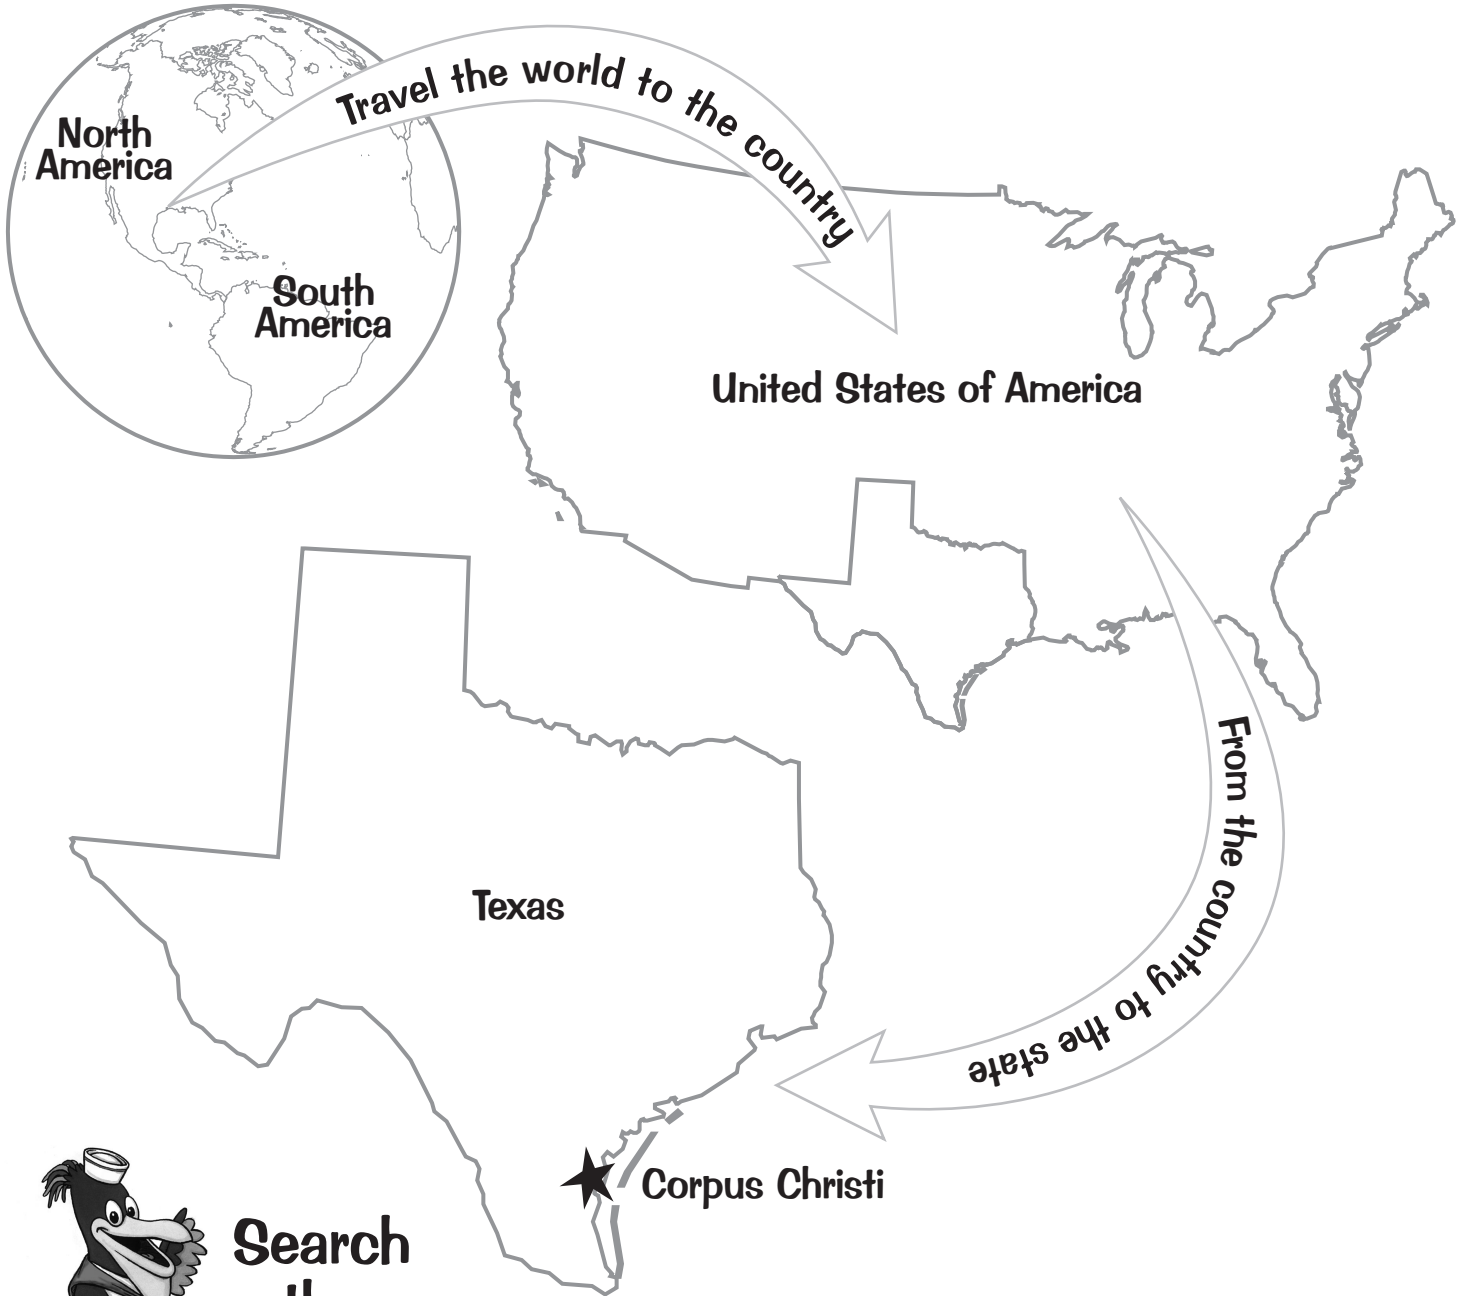 Travel the world to the country
North
America
South
America
United States of America
From the country to the state
Texas
Corpus Christi
Search